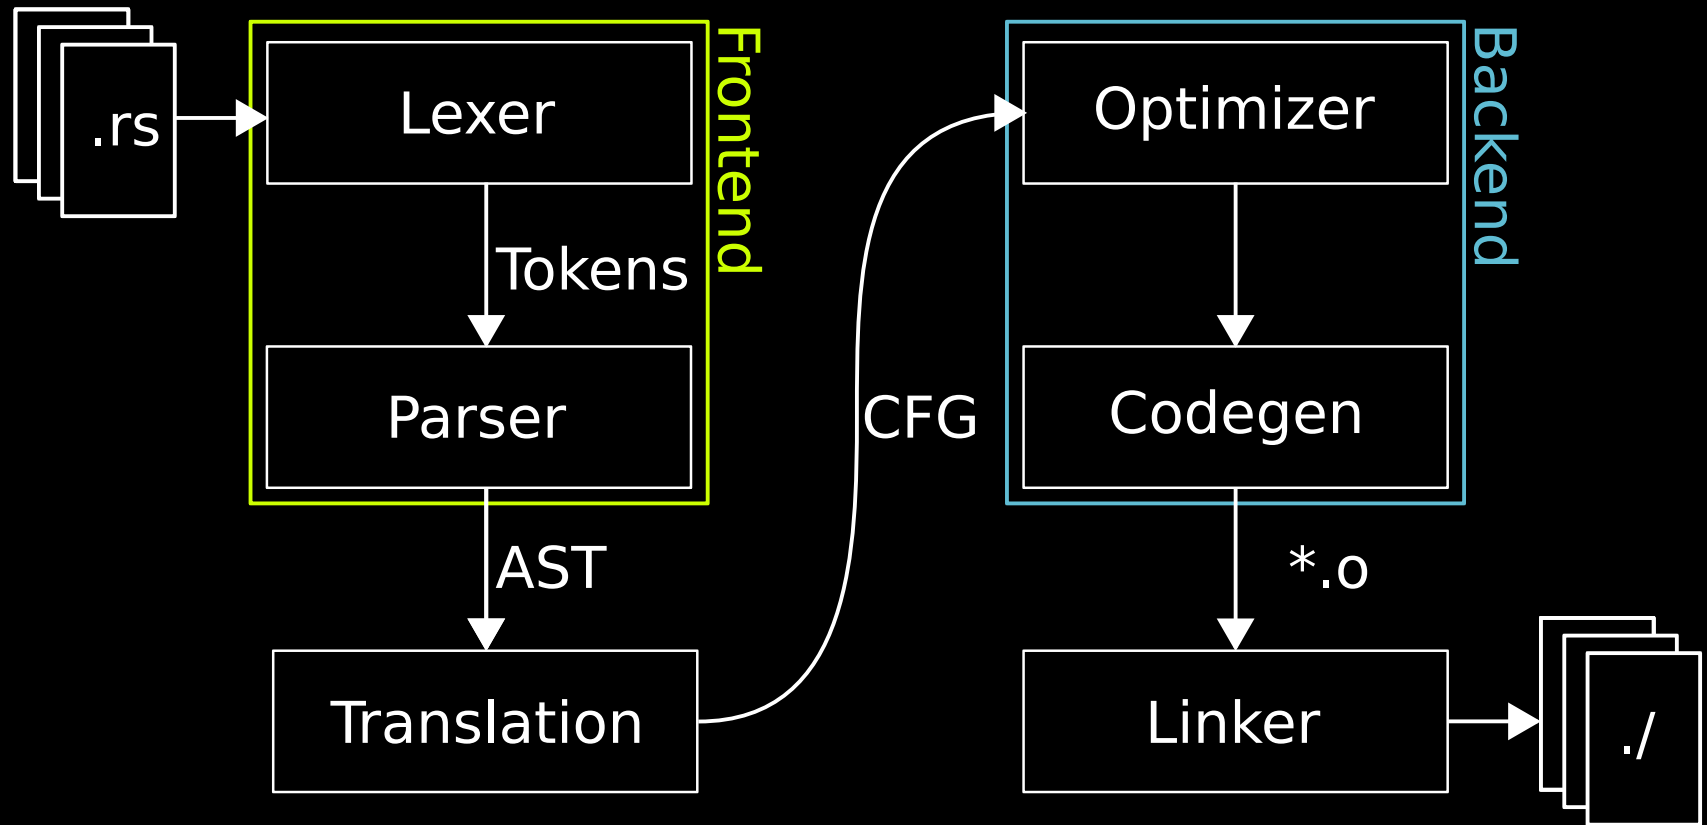 .rs
Lexer
Frontend
Tokens
Parser
AST
Translation
CFG
Optimizer
Backend
Codegen
*.o
Linker
./